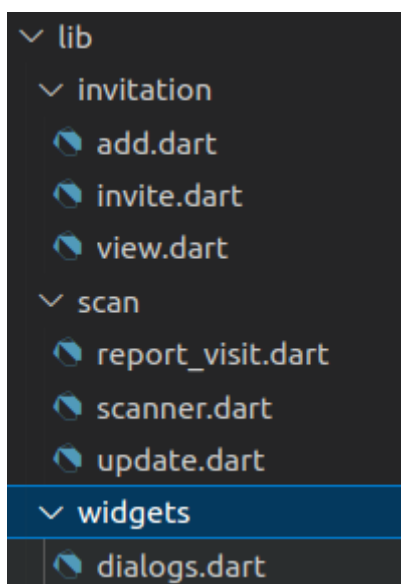 lib
invitation
add.dart
invite.dart
view.dart
scan
report_visit.dart
scanner.dart
update.dart
widgets
dialogs.dart